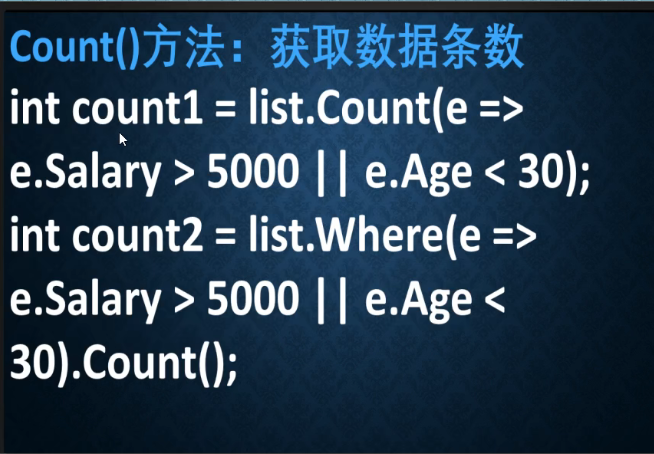 Count()方法：获取数据条数
int count1 = list.Count(e =>
e.Salary > 5000 || e.Age < 30);
int count2 = list.Where(e =>
e.Salary > 5000 || e.Age <
30).Count();